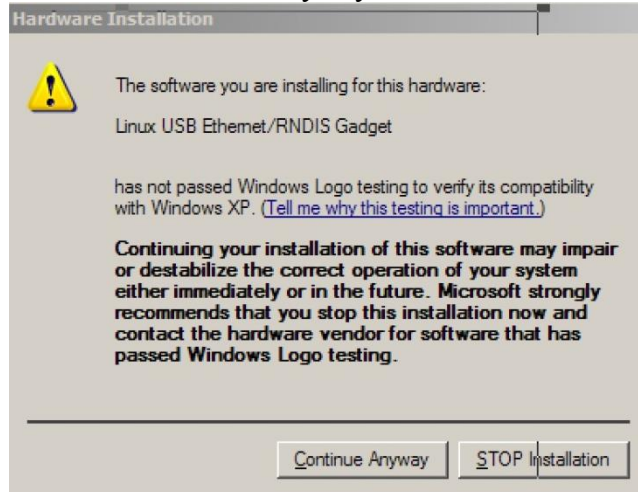 Hardware Installation
The software you are installing for this hardware:
Linux USB Ethernet/RNDIS Gadget
has not passed Windows Logo testing to verify its compatibility
with Windows XP. (Tell me why this testing is important.)
Continuing your installation of this software may impair
or destabilize the correct operation of your system
either immediately or in the future. Microsoft strongly
recommends that you stop this installation now and
contact the hardware vendor for software that has
passed Windows Logo testing.
Continue Anyway STOP Installation